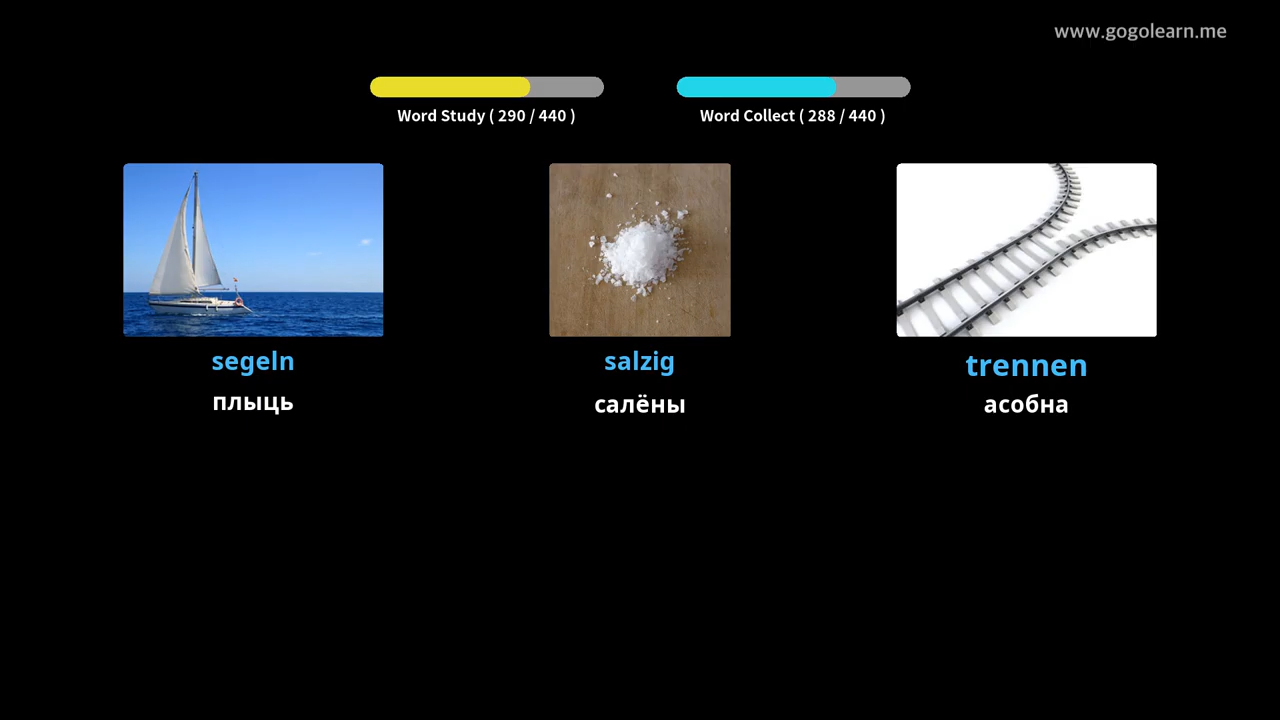 www.gogolearn.me
Word Study ( 290 / 440 )
Word Collect ( 288 / 440 )
segeln
salzig
trennen
плыць
салёны
асобна